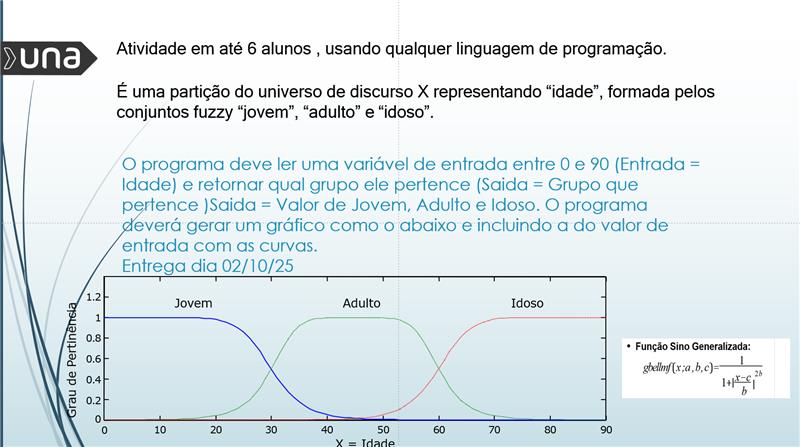 una
Atividade em até 6 alunos , usando qualquer linguagem de programação.
É uma partição do universo de discurso X representando “idade”, formada pelos
conjuntos fuzzy “jovem”, “adulto” e “idoso”.
O programa deve ler uma variável de entrada entre 0 e 90 (Entrada =
Idade) e retornar qual grupo ele pertence (Saida = Grupo que
pertence )Saida = Valor de Jovem, Adulto e Idoso. O programa
deverá gerar um gráfico como o abaixo e incluindo a do valor de
entrada com as curvas.
Entrega dia 02/10/25
Grau de Pertinência
1.2
1
0.8
0.6
0.4
0.2
0
Jovem Adulto Idoso
0 10 20 30 40 50 60 70 80 90
X = Idade
• Função Sino Generalizada:
gbellmf(x;a,b,c)=1/(1+|(x−c)/b|^2b)